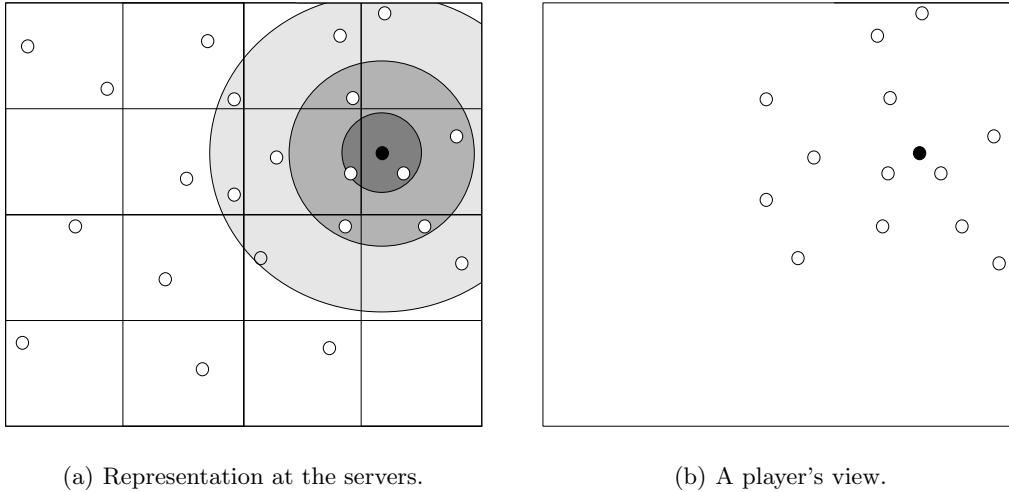 (a) Representation at the servers.
(b) A player's view.